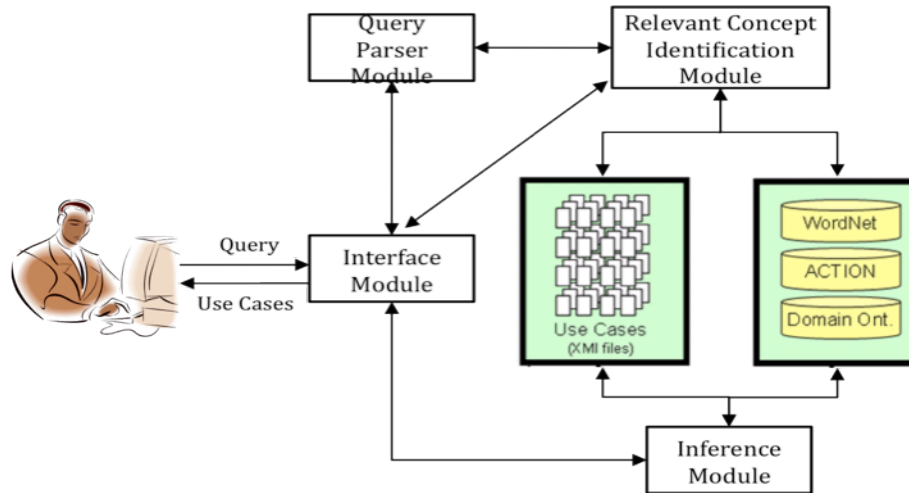 Query
Parser
Module
Relevant Concept
Identification
Module
Query
Use Cases
Interface
Module
Use Cases
(XMI files)
WordNet
ACTION
Domain Ont.
Inference
Module